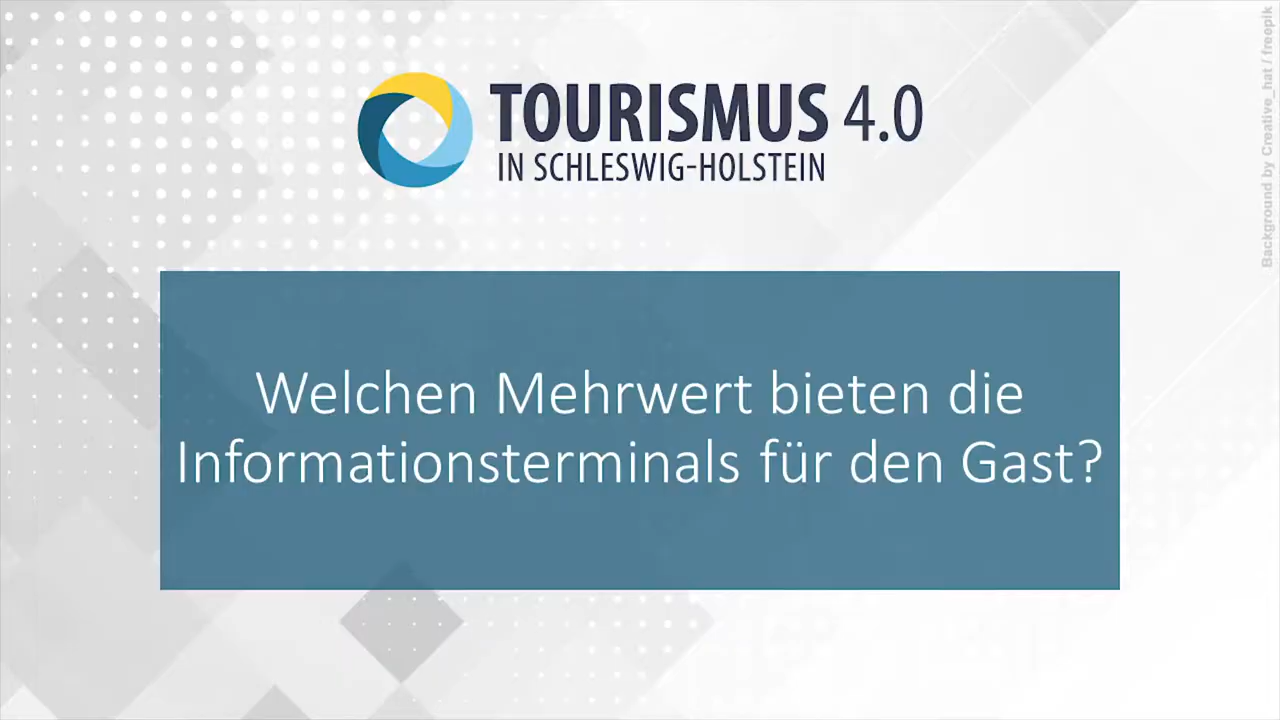 TOURISMUS 4.0
IN SCHLESWIG-HOLSTEIN
Welchen Mehrwert bieten die
Informationsterminals für den Gast?
Background by Creative_hat / freepik